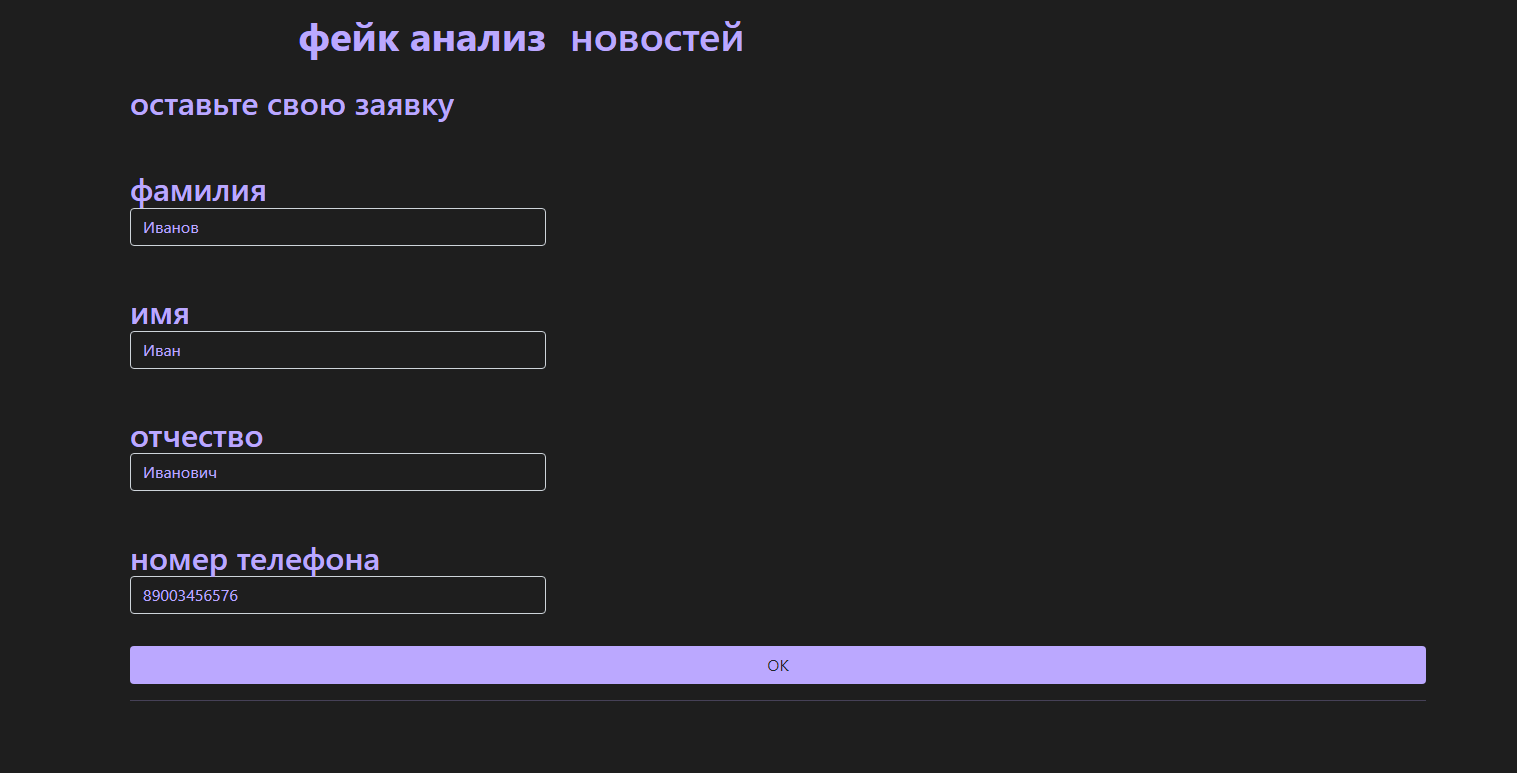 фейк анализ новостей
оставьте свою заявку
фамилия
Иванов
имя
Иван
отчество
Иванович
номер телефона
89003456576
OK